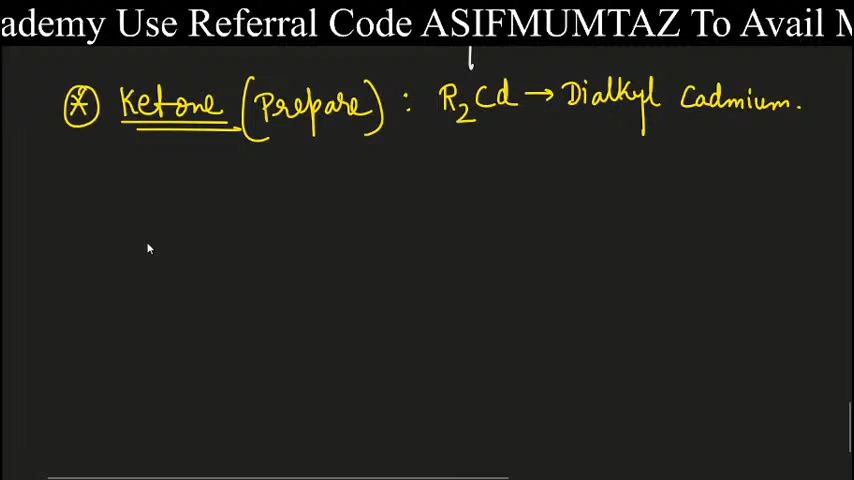 ademy Use Referral Code ASIFMUMTAZ To Avail M
* Ketone (Prepare) : R₂Cd → Dialkyl Cadmium.